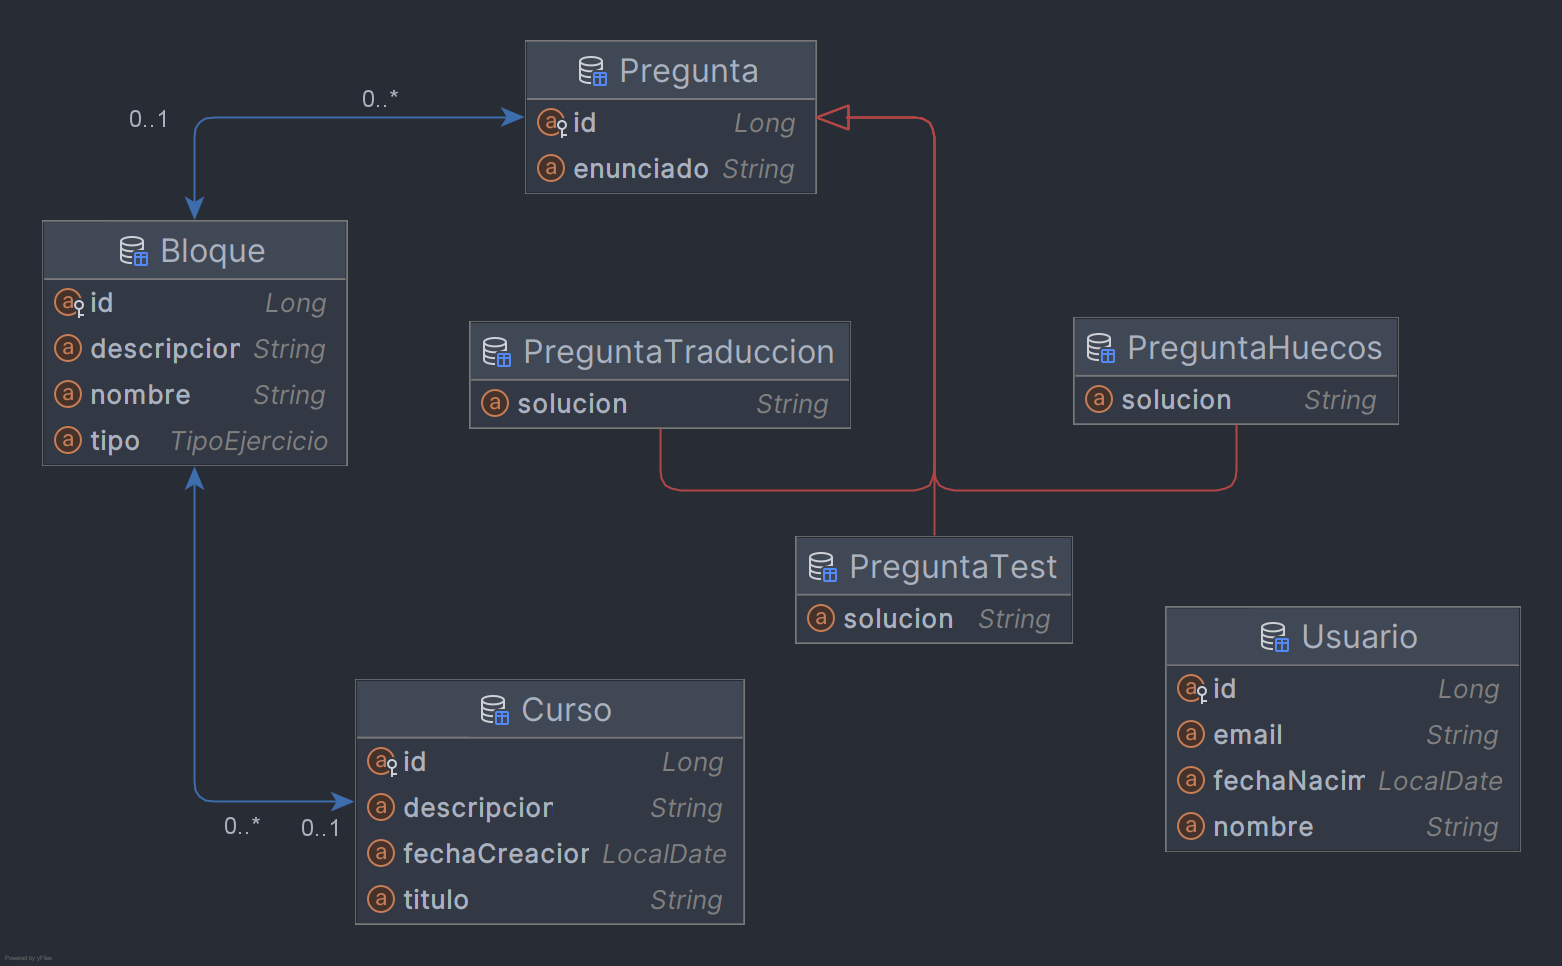 Pregunta
id Long
enunciado String
0..*
0..1
Bloque
id Long
descripcior String
nombre String
tipo TipoEjercicio
PreguntaTraduccion
solucion String
PreguntaHuecos
solucion String
PreguntaTest
solucion String
Usuario
id Long
email String
fechaNacim LocalDate
nombre String
Curso
id Long
descripcior String
fechaCreacior LocalDate
titulo String
0..*
0..1
Powered by yFiles